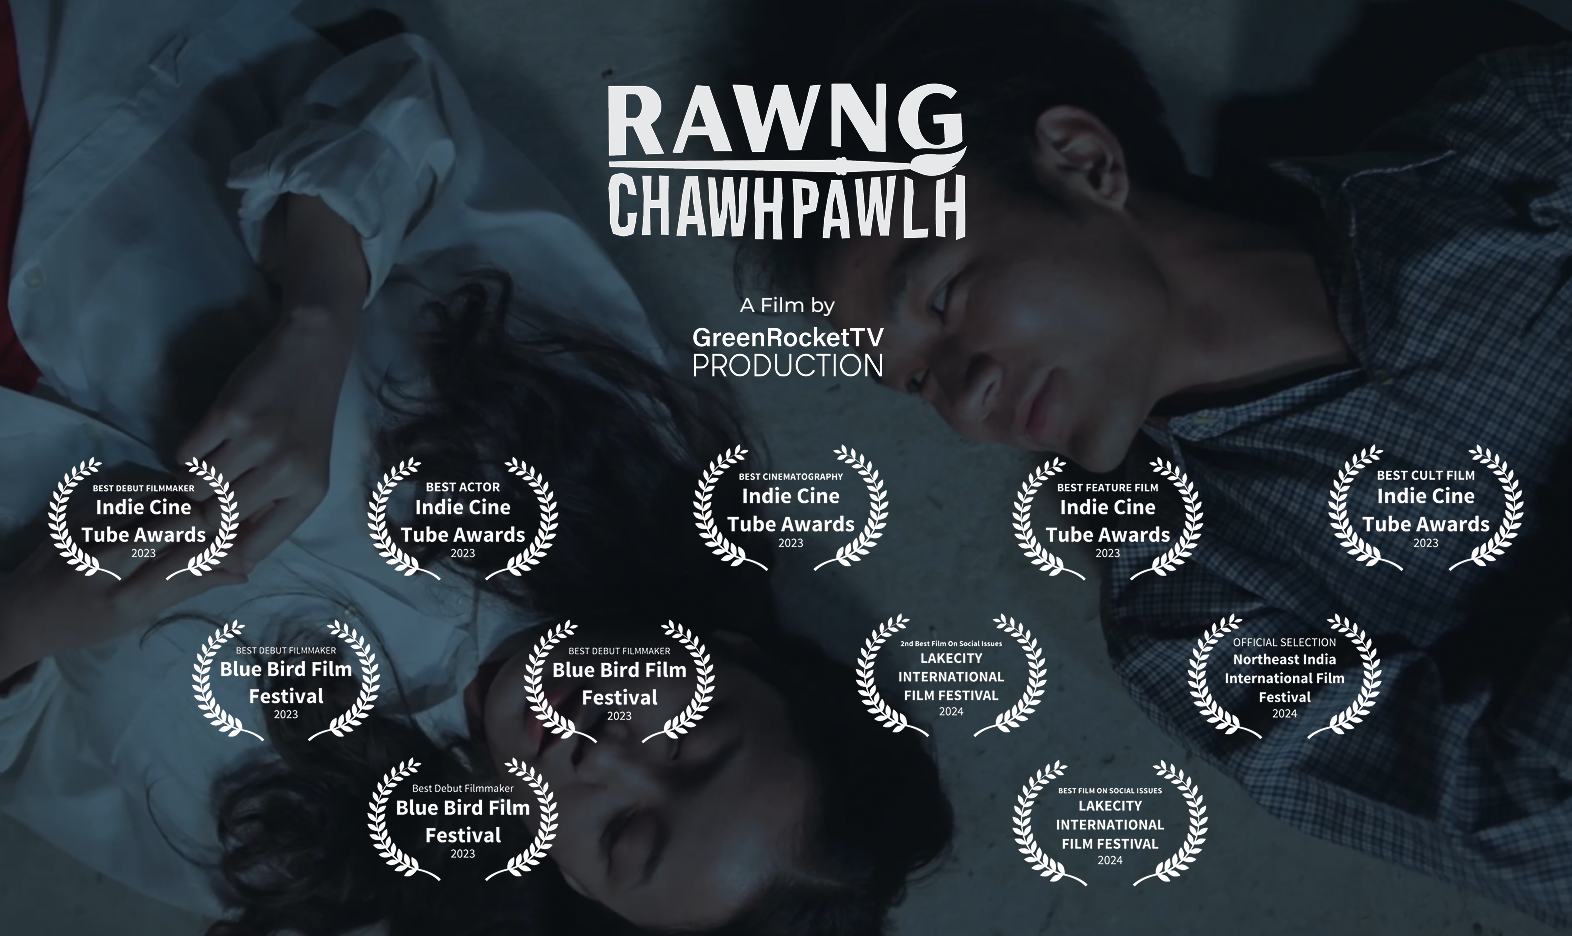 RAWNG
CHAWHPAWLH
A Film by
GreenRocketTV
PRODUCTION
BEST DEBUT FILMMAKER
Indie Cine
Tube Awards
2023
BEST ACTOR
Indie Cine
Tube Awards
2023
BEST CINEMATOGRAPHY
Indie Cine
Tube Awards
2023
BEST FEATURE FILM
Indie Cine
Tube Awards
2023
BEST CULT FILM
Indie Cine
Tube Awards
2023
BEST DEBUT FILMMAKER
Blue Bird Film
Festival
2023
BEST DEBUT FILMMAKER
Blue Bird Film
Festival
2023
2nd Best Film On Social Issues
LAKECITY
INTERNATIONAL
FILM FESTIVAL
2024
OFFICIAL SELECTION
Northeast India
International Film
Festival
2024
Best Debut Filmmaker
Blue Bird Film
Festival
2023
BEST FILM ON SOCIAL ISSUES
LAKECITY
INTERNATIONAL
FILM FESTIVAL
2024